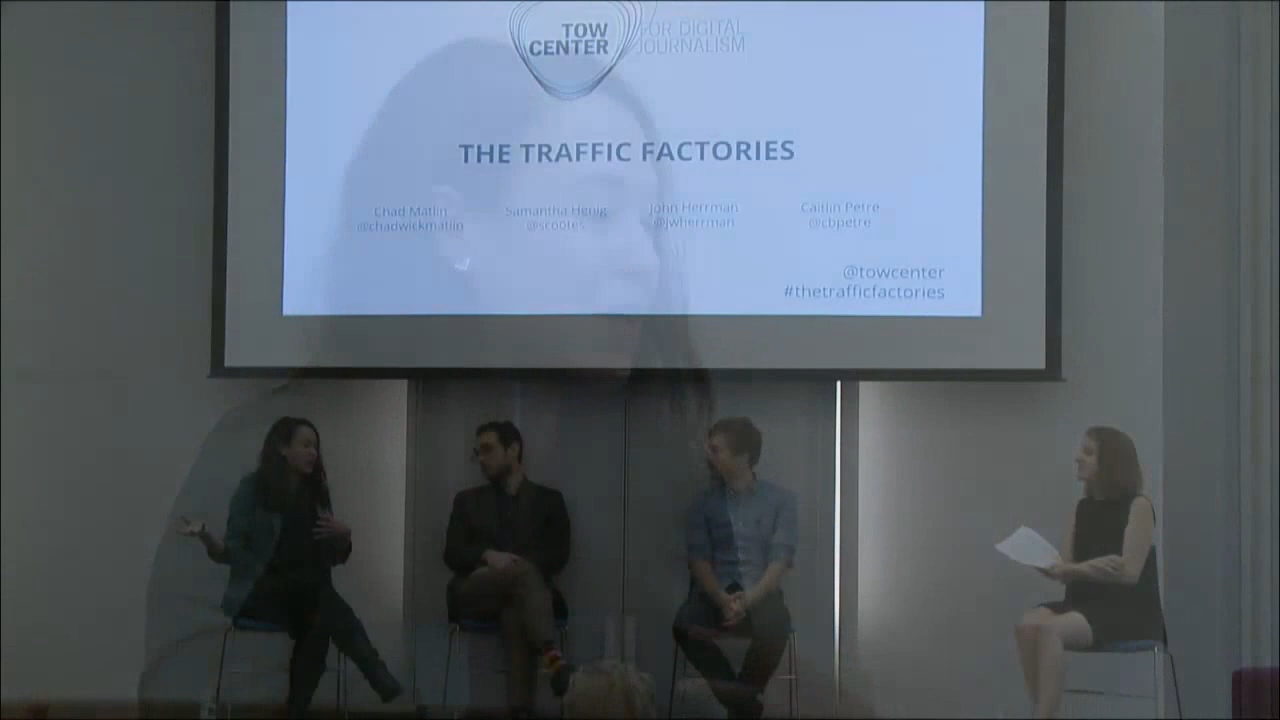 TOW
CENTER
FOR DIGITAL
JOURNALISM
THE TRAFFIC FACTORIES
Chad Matlin
@chadwickmatlin
Samantha Henig
@scootes
John Herrman
@jwherrman
Caitlin Petre
@cbpetre
@towcenter
#thetrafficfactories